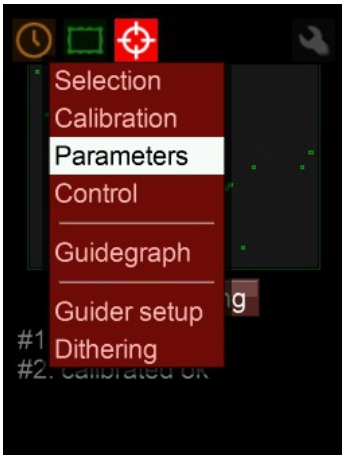 Selection
Calibration
Parameters
Control
Guidegraph
Guider setup
Dithering
#1
#2: calibrated ok